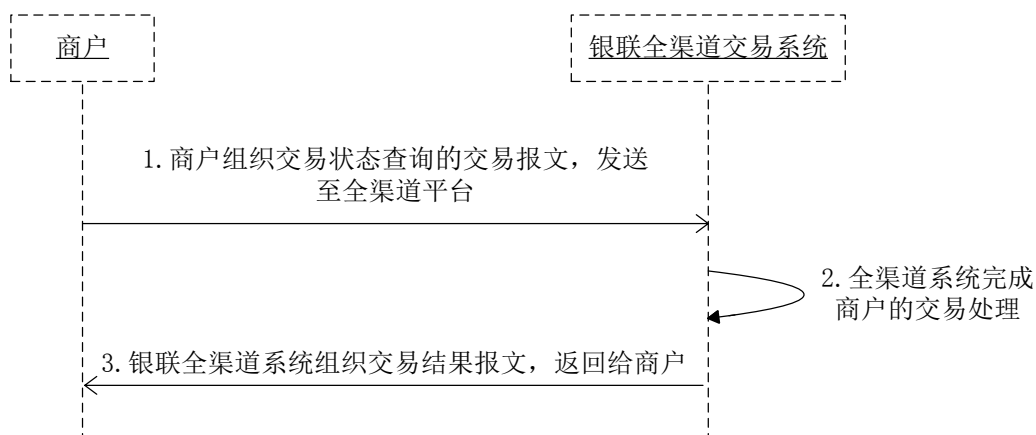 商户
银联全渠道交易系统
1.商户组织交易状态查询的交易报文，发送
至全渠道平台
2.全渠道系统完成
商户的交易处理
3.银联全渠道系统组织交易结果报文，返回给商户